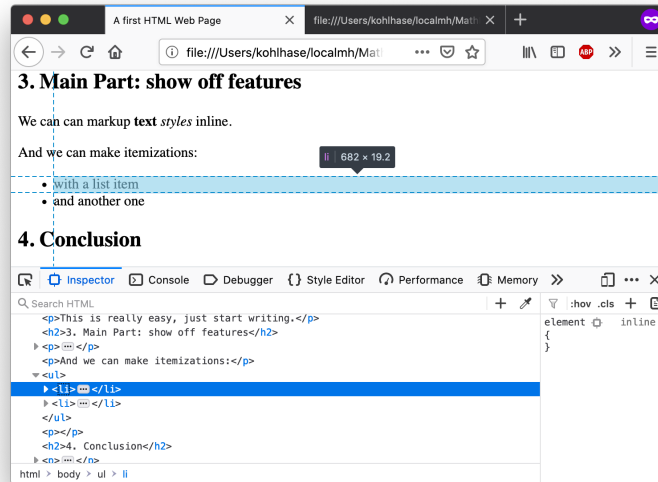 A first HTML Web Page
file:///Users/kohlhase/localmh/Math
file:///Users/kohlhase/localmh/Mat
ABP
3. Main Part: show off features
We can can markup text styles inline.
And we can make itemizations:
li 682 × 19.2
• with a list item
• and another one
4. Conclusion
Inspector Console Debugger {} Style Editor Performance Memory
Search HTML
:hov .cls
<p>This is really easy, just start writing.</p>
<h2>3. Main Part: show off features</h2>
<p>…</p>
<p>And we can make itemizations:</p>
<ul>
<li>…</li>
<li>…</li>
</ul>
<p></p>
<h2>4. Conclusion</h2>
<p>…</p>
element inline
{
}
html > body > ul > li